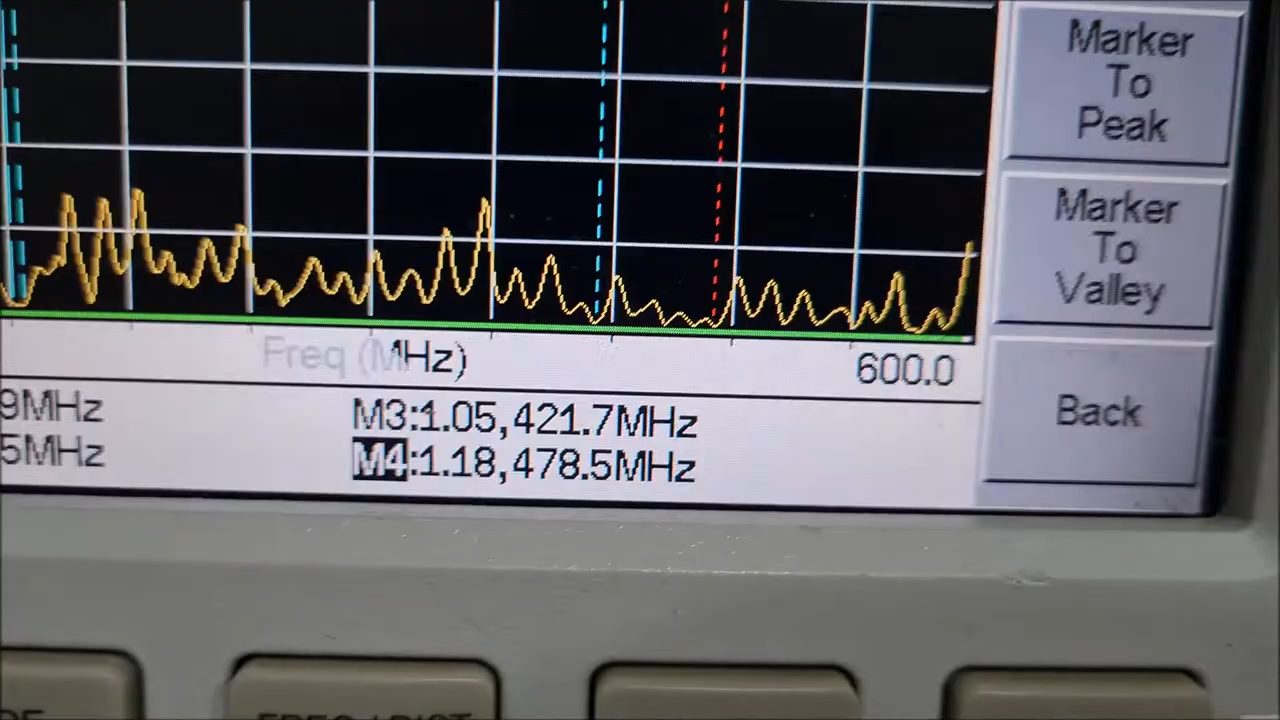 Marker
To
Peak
Marker
To
Valley
Back
Freq (MHz)
600.0
9MHz
M3:1.05,421.7MHz
5MHz
M4:1.18,478.5MHz